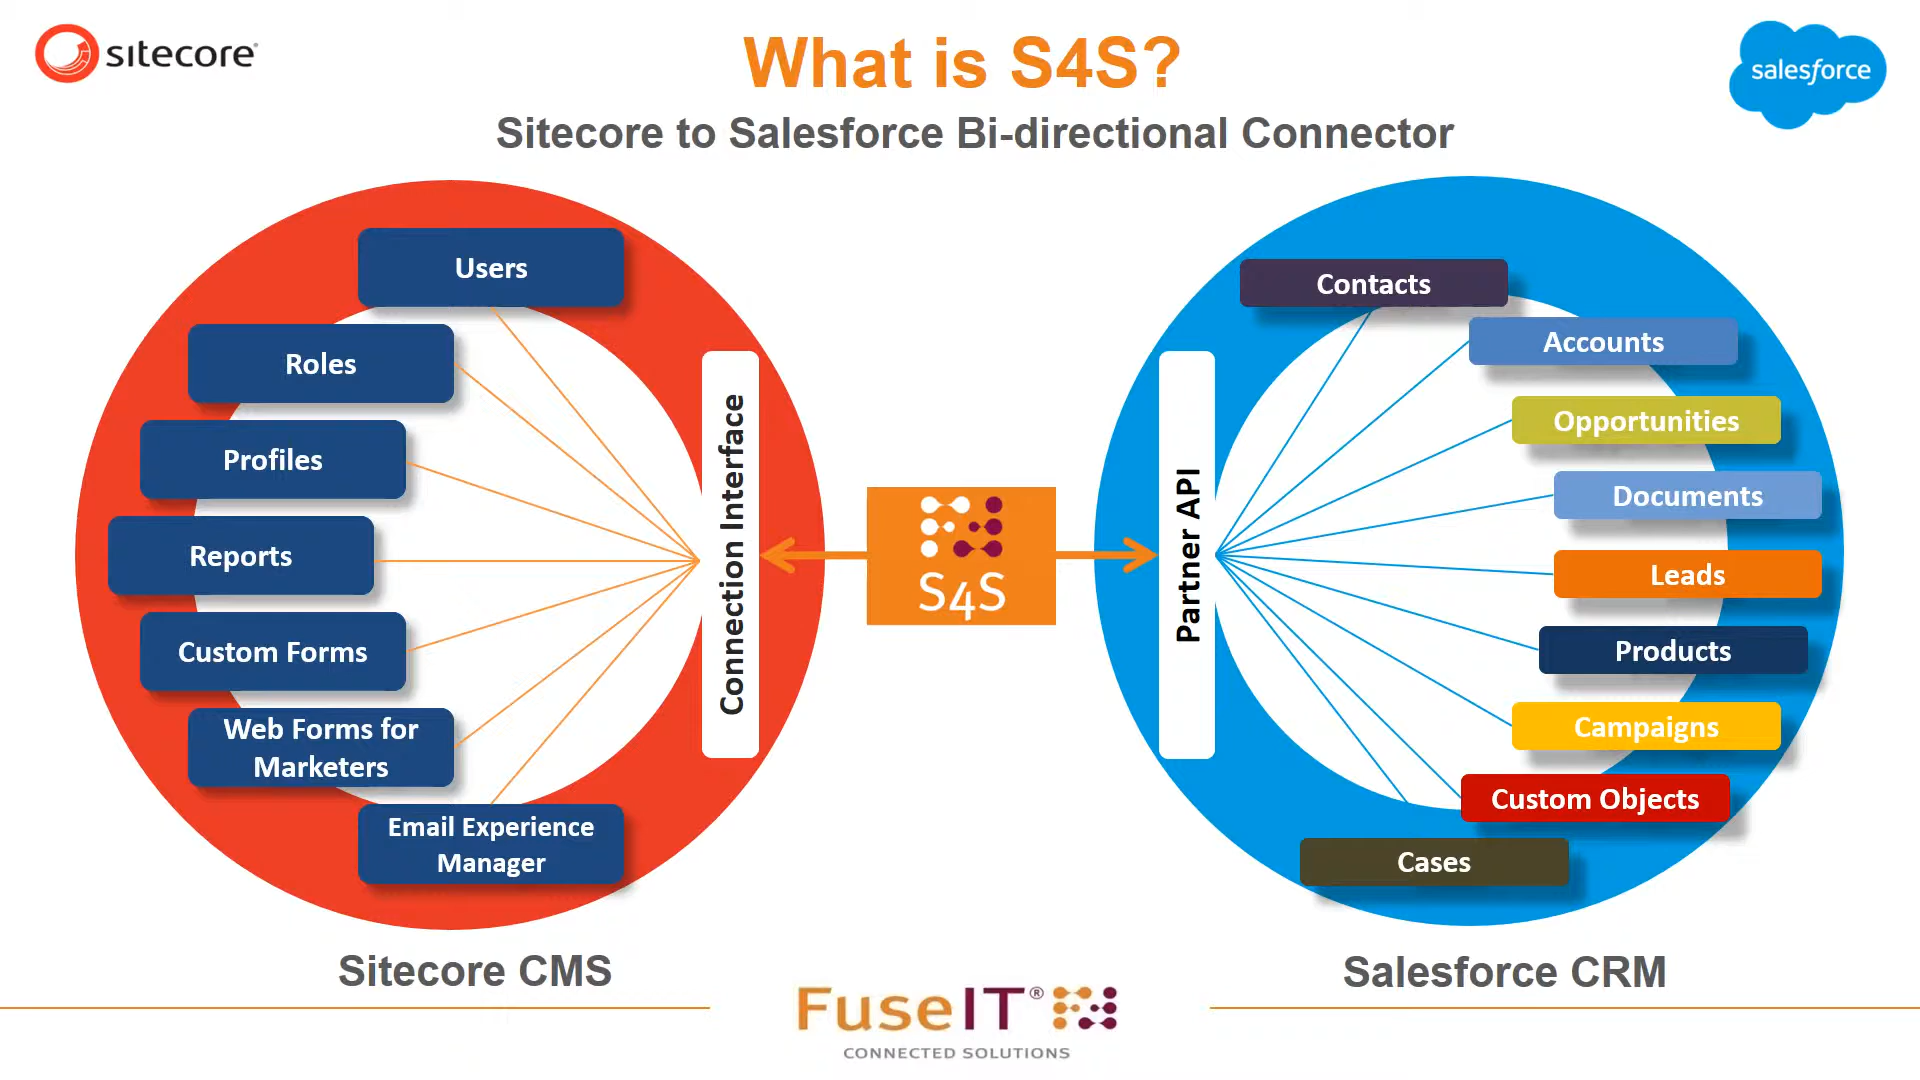 sitecore
What is S4S?
salesforce
Sitecore to Salesforce Bi-directional Connector
Users
Roles
Profiles
Reports
Custom Forms
Web Forms for
Marketers
Email Experience
Manager
Connection Interface
S4S
Partner API
Contacts
Accounts
Opportunities
Documents
Leads
Products
Campaigns
Custom Objects
Cases
Sitecore CMS
Salesforce CRM
FuseIT®
CONNECTED SOLUTIONS